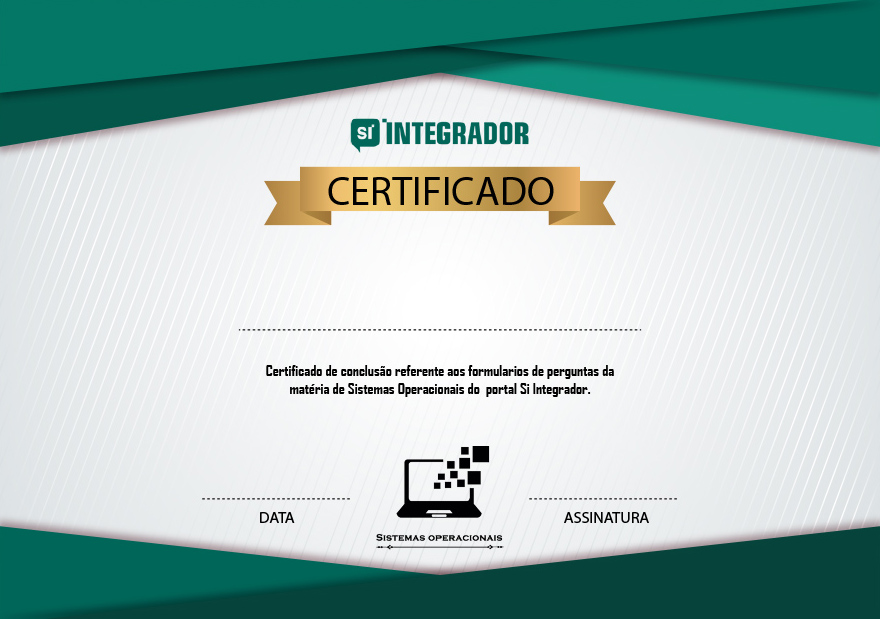 Si INTEGRADOR
CERTIFICADO
Certificado de conclusão referente aos formularios de perguntas da
matéria de Sistemas Operacionais do portal Si Integrador.
DATA
ASSINATURA
SISTEMAS OPERACIONAIS